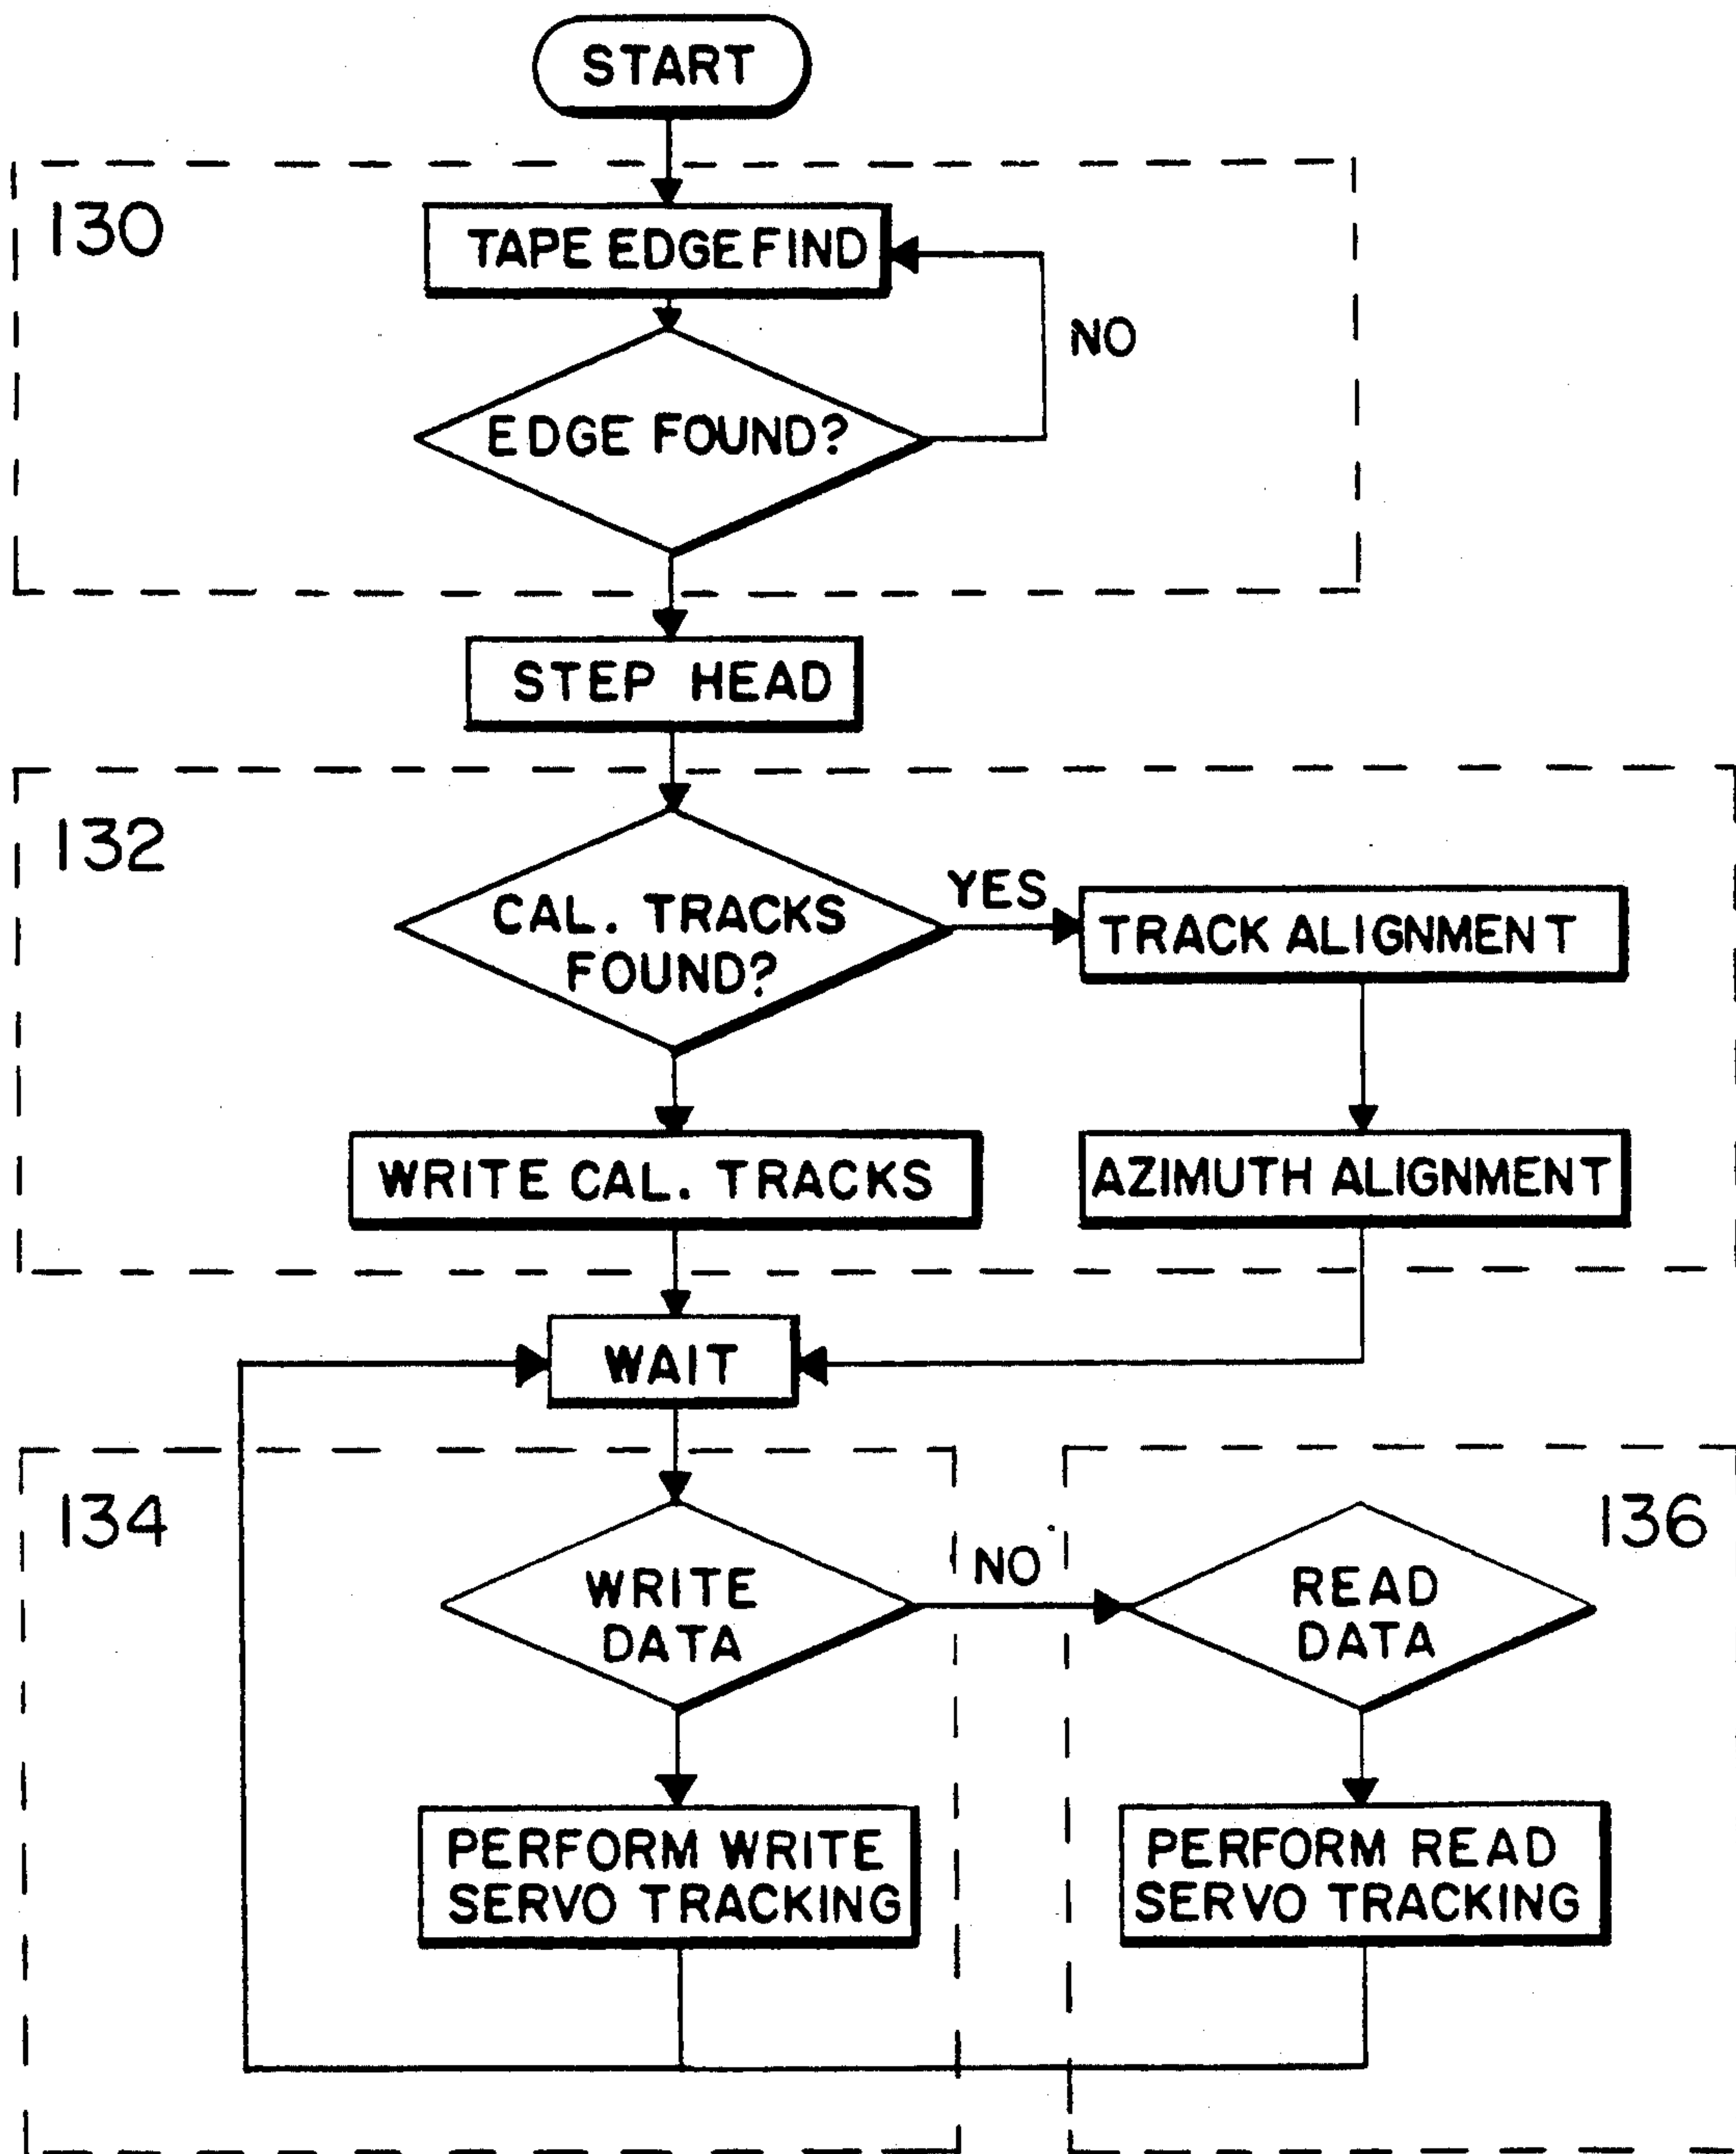 START
130
TAPE EDGE FIND
NO
EDGE FOUND?
STEP HEAD
132
CAL. TRACKS
FOUND?
YES
TRACK ALIGNMENT
WRITE CAL. TRACKS
AZIMUTH ALIGNMENT
WAIT
134
WRITE
DATA
NO
136
READ
DATA
PERFORM WRITE
SERVO TRACKING
PERFORM READ
SERVO TRACKING